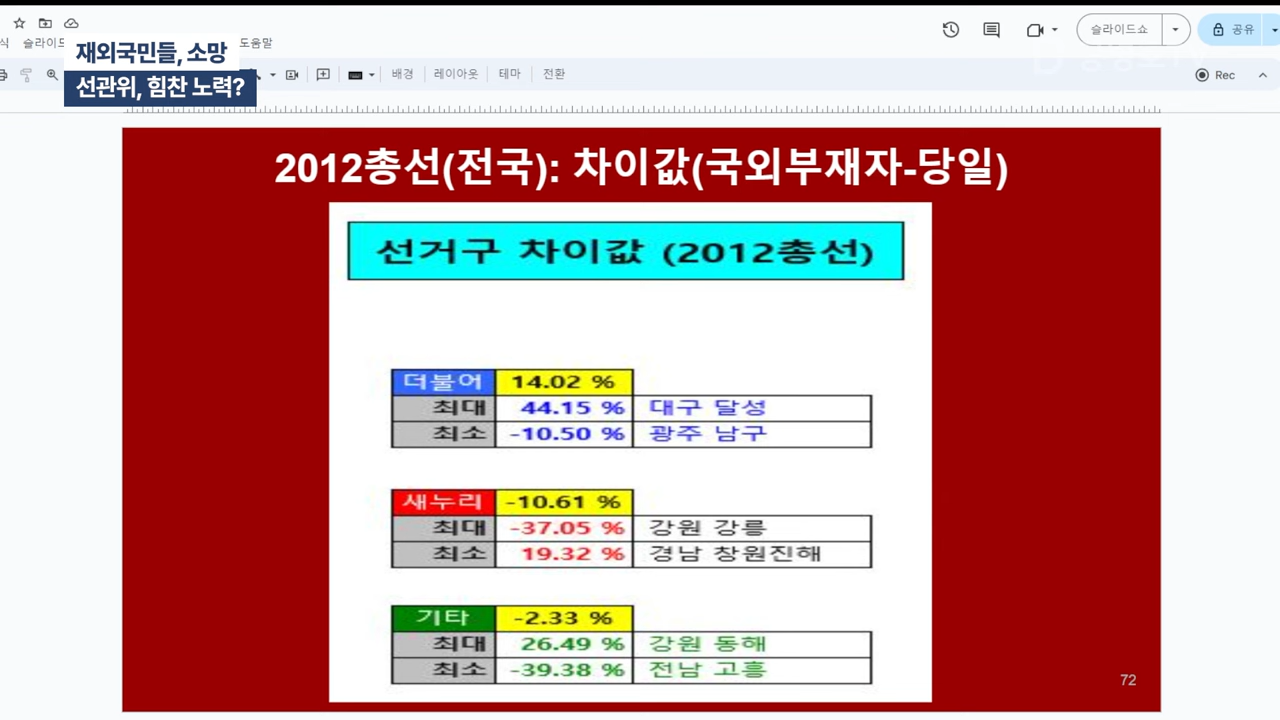 재외국민들, 소망
선관위, 힘찬 노력?
식 슬라이드 도움말
슬라이드쇼
공유
배경 레이아웃 테마 전환
Rec
2012총선(전국): 차이값(국외부재자-당일)
선거구 차이값 (2012총선)
더불어 14.02 %
최대 44.15 % 대구 달성
최소 -10.50 % 광주 남구
새누리 -10.61 %
최대 -37.05 % 강원 강릉
최소 19.32 % 경남 창원진해
기타 -2.33 %
최대 26.49 % 강원 동해
최소 -39.38 % 전남 고흥
72